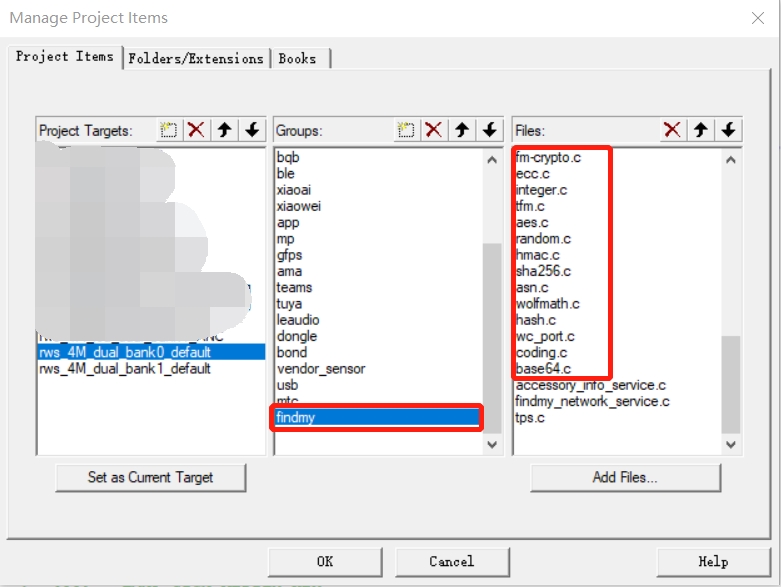 Manage Project Items
Project Items
Folders/Extensions
Books
Project Targets:
rws_4M_dual_bank0_default
rws_4M_dual_bank1_default
Set as Current Target
Groups:
bqb
ble
xiaoai
xiaowei
app
mp
gfps
ama
teams
tuya
leaudio
dongle
bond
vendor_sensor
usb
mtc
findmy
Files:
fm-crypto.c
ecc.c
integer.c
tfm.c
aes.c
random.c
hmac.c
sha256.c
asn.c
wolfmath.c
hash.c
wc_port.c
coding.c
base64.c
accessory_info_service.c
findmy_network_service.c
tps.c
Add Files...
OK
Cancel
Help